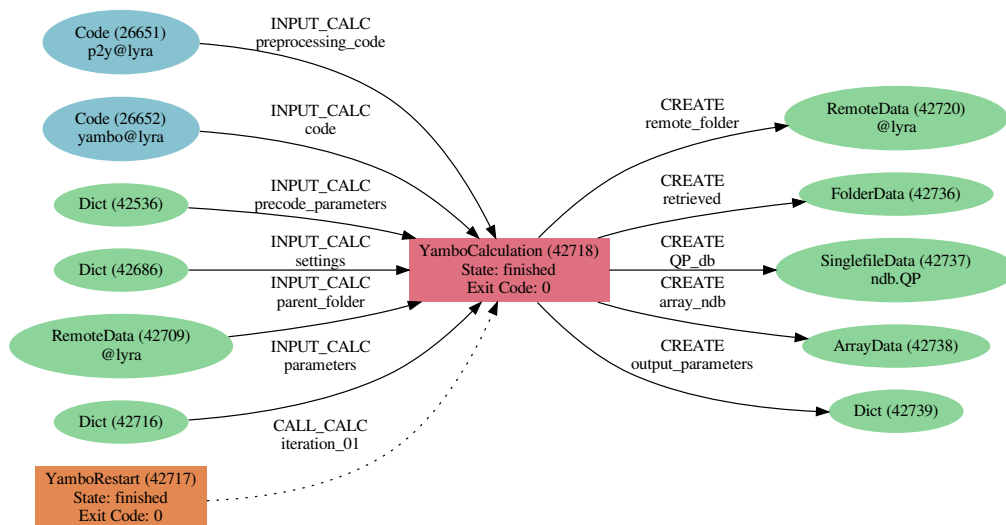 Code (26651)
p2y@lyra
INPUT_CALC
preprocessing_code
Code (26652)
yambo@lyra
INPUT_CALC
code
Dict (42536)
INPUT_CALC
precode_parameters
Dict (42686)
INPUT_CALC
settings
INPUT_CALC
parent_folder
RemoteData (42709)
@lyra
INPUT_CALC
parameters
Dict (42716)
CALL_CALC
iteration_01
YamboRestart (42717)
State: finished
Exit Code: 0
YamboCalculation (42718)
State: finished
Exit Code: 0
CREATE
remote_folder
RemoteData (42720)
@lyra
CREATE
retrieved
FolderData (42736)
CREATE
QP_db
SinglefileData (42737)
ndb.QP
CREATE
array_ndb
ArrayData (42738)
CREATE
output_parameters
Dict (42739)